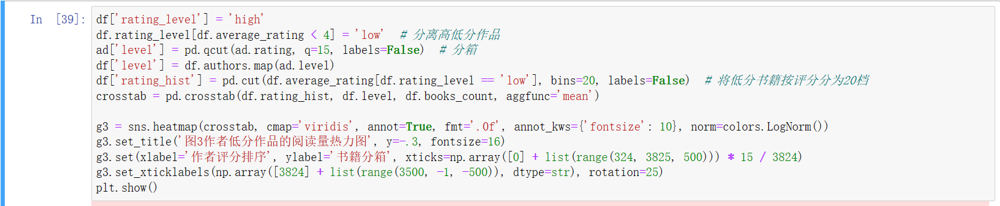 In [39]: df['rating_level'] = 'high'
df.rating_level[df.average_rating < 4] = 'low'  # 分离高低分作品
ad['level'] = pd.qcut(ad.rating, q=15, labels=False)  # 分箱
df['level'] = df.authors.map(ad.level)
df['rating_hist'] = pd.cut(df.average_rating[df.rating_level == 'low'], bins=20, labels=False)  # 将低分书籍按评分分为20档
crosstab = pd.crosstab(df.rating_hist, df.level, df.books_count, aggfunc='mean')
g3 = sns.heatmap(crosstab, cmap='viridis', annot=True, fmt='.0f', annot_kws={'fontsize': 10}, norm=colors.LogNorm())
g3.set_title('图3作者低分作品的阅读量热力图', y=-.3, fontsize=16)
g3.set(xlabel='作者评分排序', ylabel='书籍分箱', xticks=np.array([0] + list(range(324, 3825, 500))) * 15 / 3824)
g3.set_xticklabels(np.array([3824] + list(range(3500, -1, -500)), dtype=str), rotation=25)
plt.show()